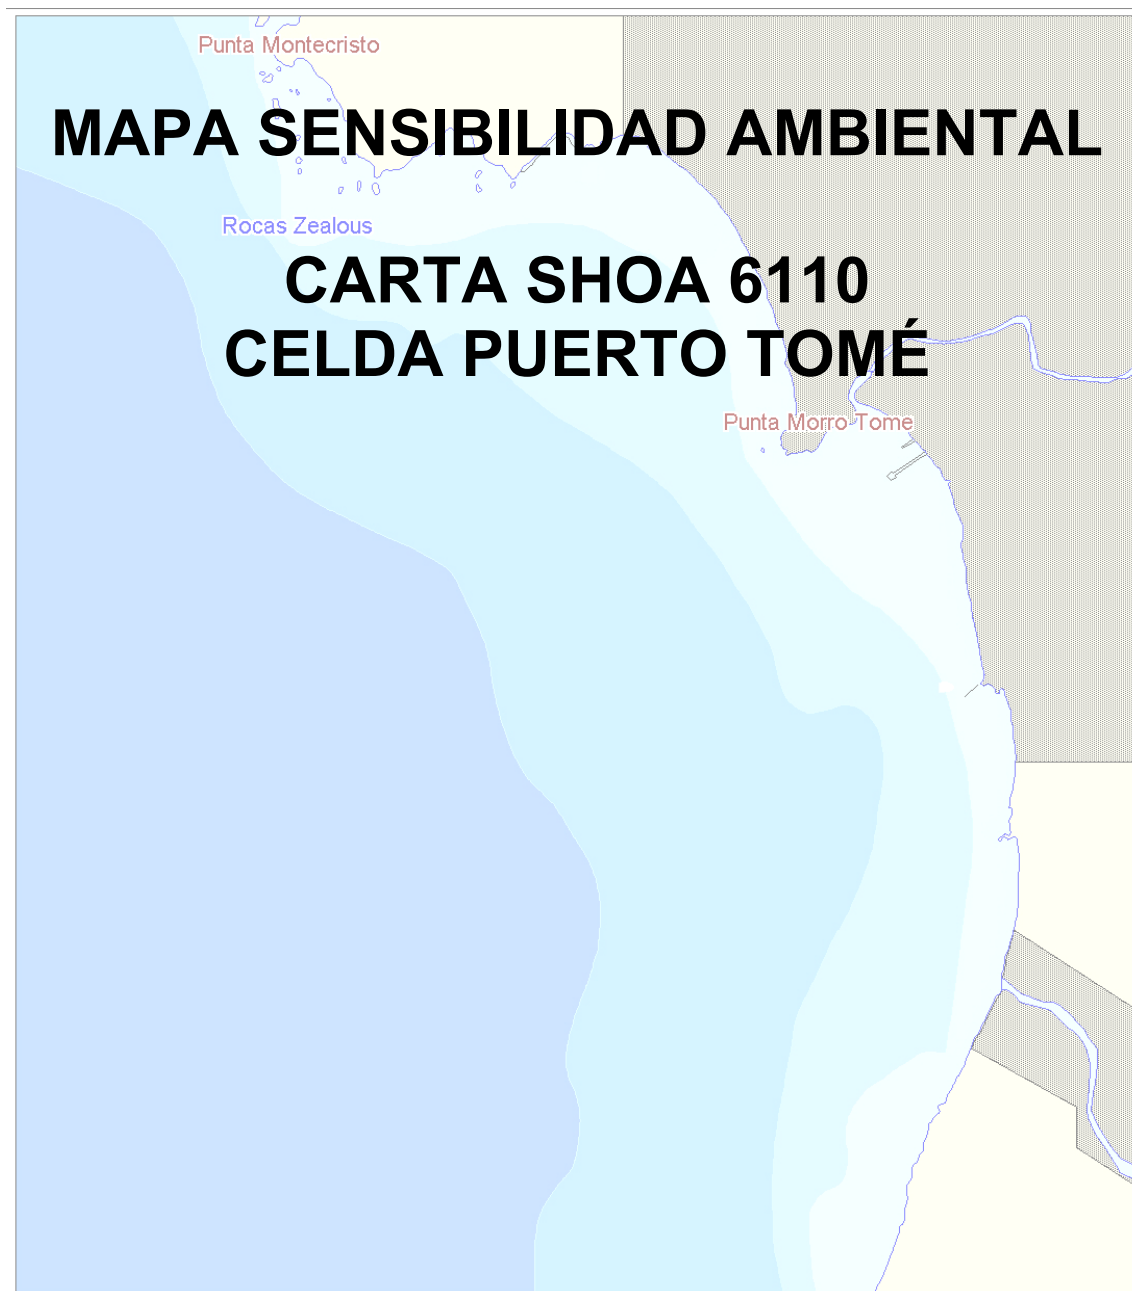 Punta Montecristo
MAPA SENSIBILIDAD AMBIENTAL
Rocas Zealous
CARTA SHOA 6110
CELDA PUERTO TOMÉ
Punta Morro Tome